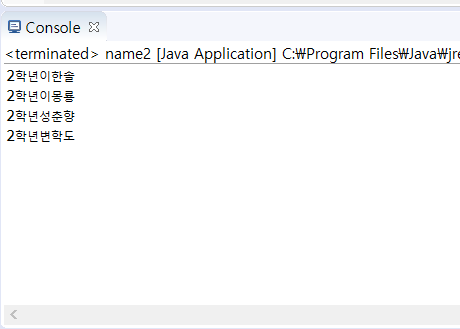 Console
<terminated> name2 [Java Application] C:₩Program Files₩Java₩jre
2학년이한솔
2학년이몽룡
2학년성춘향
2학년변학도